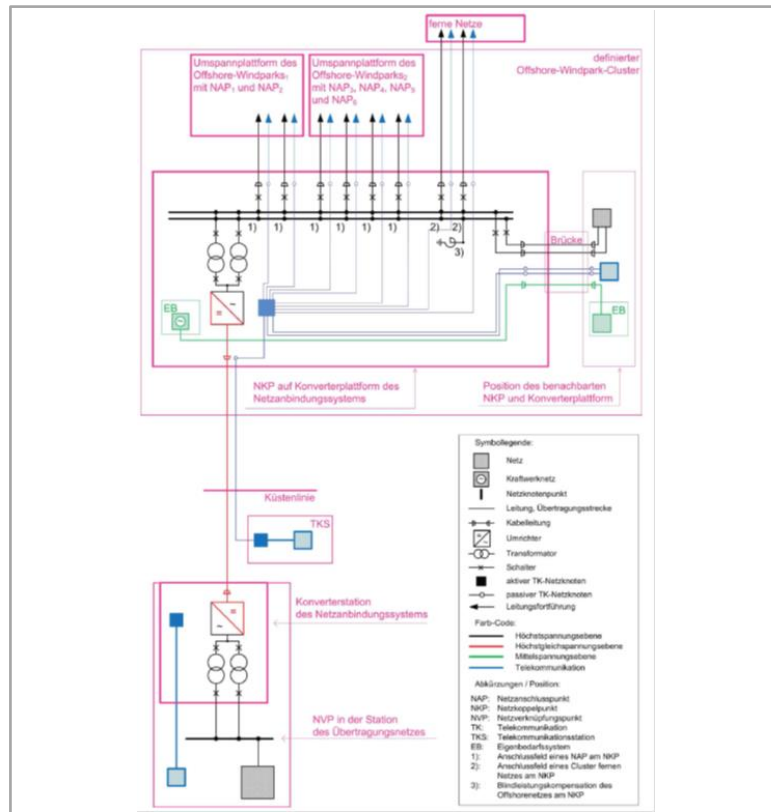 ferne Netze
Umspannplattform des
Offshore-Windparks₁
mit NAP₁ und NAP₂
Umspannplattform des
Offshore-Windparks₂
mit NAP₃, NAP₄, NAP₅
und NAP₆
definierter
Offshore-Windpark-Cluster
1) 1) 1) 1) 1) 2) 2)
3)
Brücke
EB
EB
NKP auf Konverterplattform des
Netzanbindungssystems
Position des benachbarten
NKP und Konverterplattform
Küstenlinie
TKS
Konverterstation
des Netzanbindungssystems
NVP in der Station
des Übertragungsnetzes
Symbollegende:
Netz
Kraftwerknetz
Netzknotenpunkt
Leitung, Übertragungsstrecke
Kabelleitung
Umrichter
Transformator
Schalter
aktiver TK-Netzknoten
passiver TK-Netzknoten
Leitungsfortführung
Farb-Code:
Höchstspannungsebene
Höchstgleichspannungsebene
Mittelspannungsebene
Telekommunikation
Abkürzungen / Position:
NAP: Netzanschlusspunkt
NKP: Netzkoppelpunkt
NVP: Netzverknüpfungspunkt
TK: Telekommunikation
TKS: Telekommunikationsstation
EB: Eigenbedarfssystem
1): Anschlussfeld eines NAP am NKP
2): Anschlussfeld eines Cluster fernen
Netzes am NKP
3): Blindleistungskompensation des
Offshorenetzes am NKP